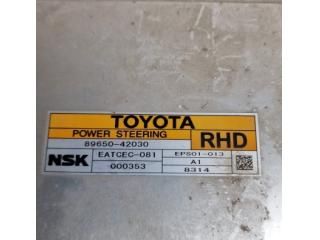 TOYOTA
POWER STEERING
89650-42030 RHD
NSK EATCEC-081 EPS01-013
000353 A1
8314